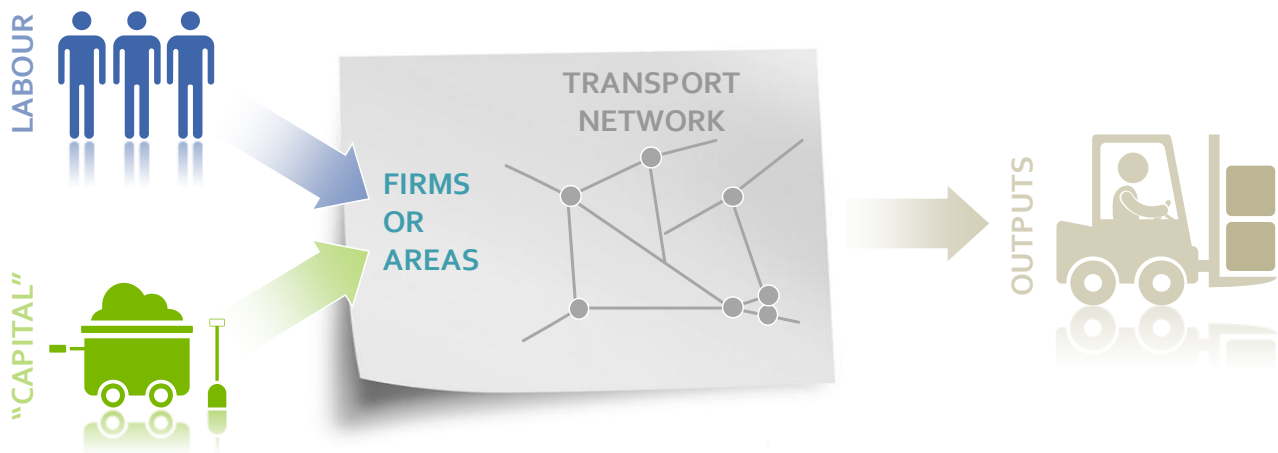 LABOUR
"CAPITAL"
FIRMS
OR
AREAS
TRANSPORT
NETWORK
OUTPUTS